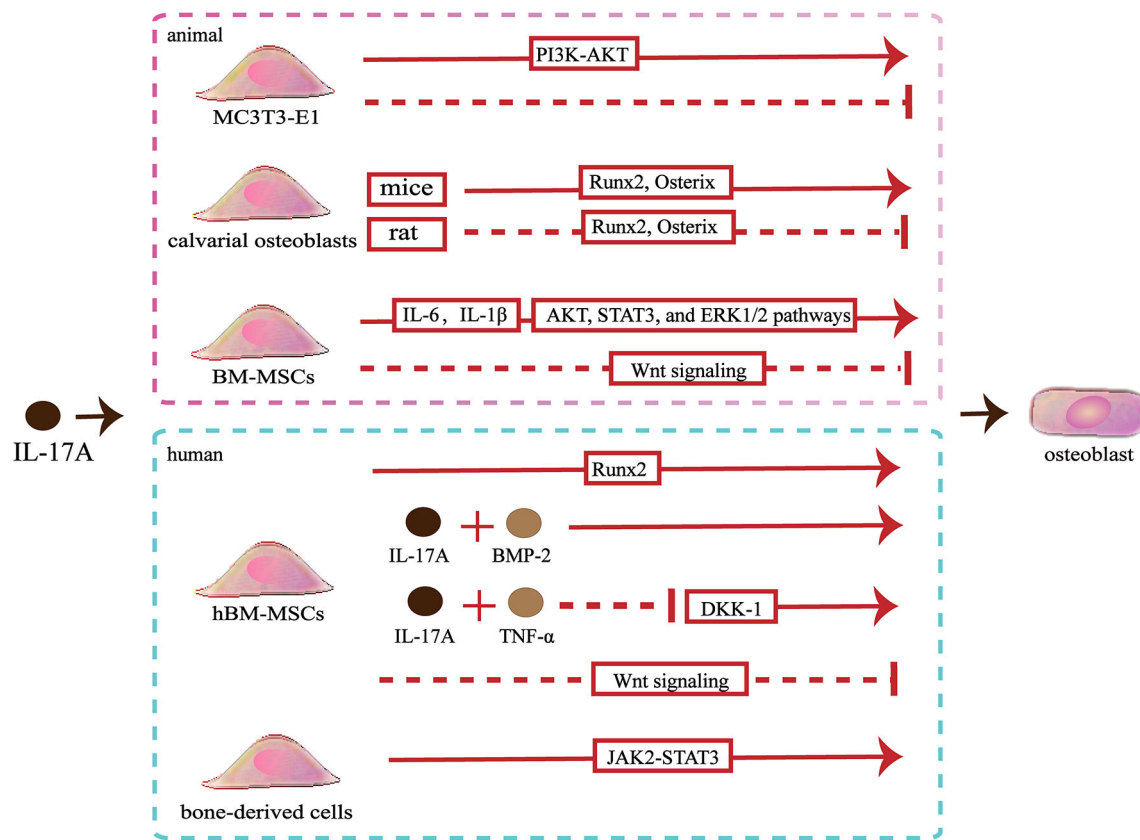 animal
PI3K-AKT
MC3T3-E1
mice
Runx2, Osterix
rat
Runx2, Osterix
calvarial osteoblasts
IL-6, IL-1β
AKT, STAT3, and ERK1/2 pathways
Wnt signaling
BM-MSCs
IL-17A
osteoblast
human
Runx2
IL-17A
+
BMP-2
hBM-MSCs
DKK-1
IL-17A
+
TNF-α
Wnt signaling
JAK2-STAT3
bone-derived cells